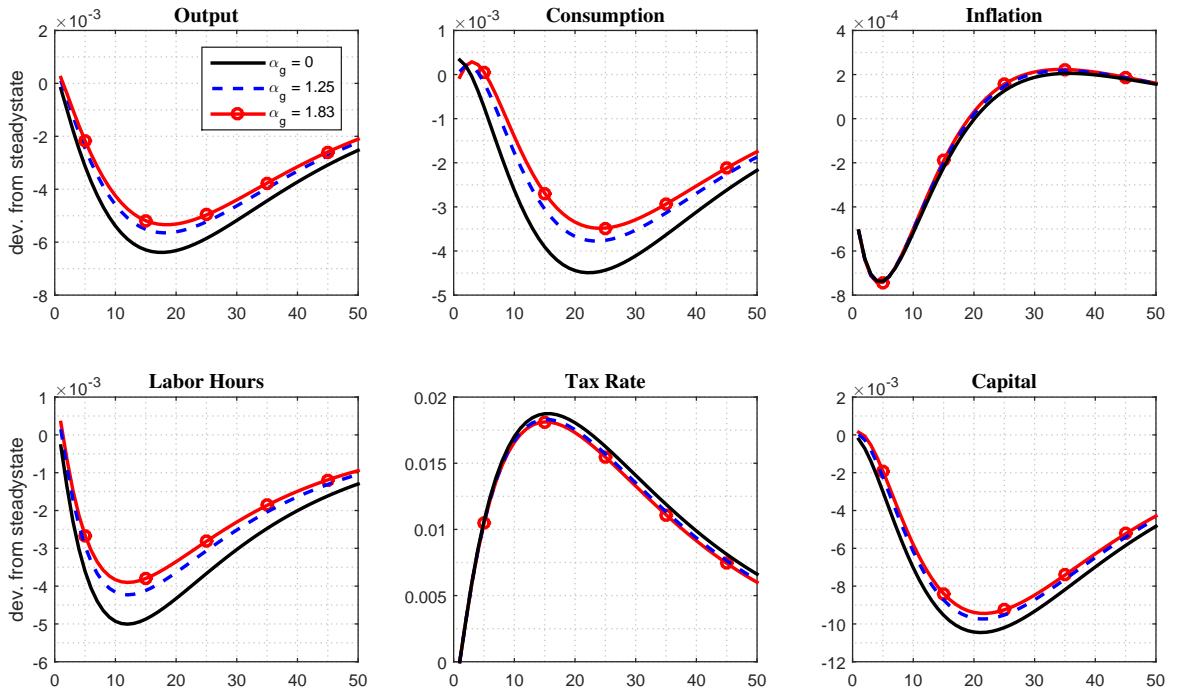 Output
Consumption
Inflation
×10⁻³
×10⁻³
×10⁻⁴
2
0
-2
-4
-6
-8
0 10 20 30 40 50
dev. from steadystate
α_g = 0
α_g = 1.25
α_g = 1.83
1
0
-1
-2
-3
-4
-5
0 10 20 30 40 50
4
2
0
-2
-4
-6
-8
0 10 20 30 40 50
Labor Hours
Tax Rate
Capital
×10⁻³
×10⁻³
1
0
-1
-2
-3
-4
-5
-6
0 10 20 30 40 50
dev. from steadystate
0.02
0.015
0.01
0.005
0
0 10 20 30 40 50
2
0
-2
-4
-6
-8
-10
-12
0 10 20 30 40 50